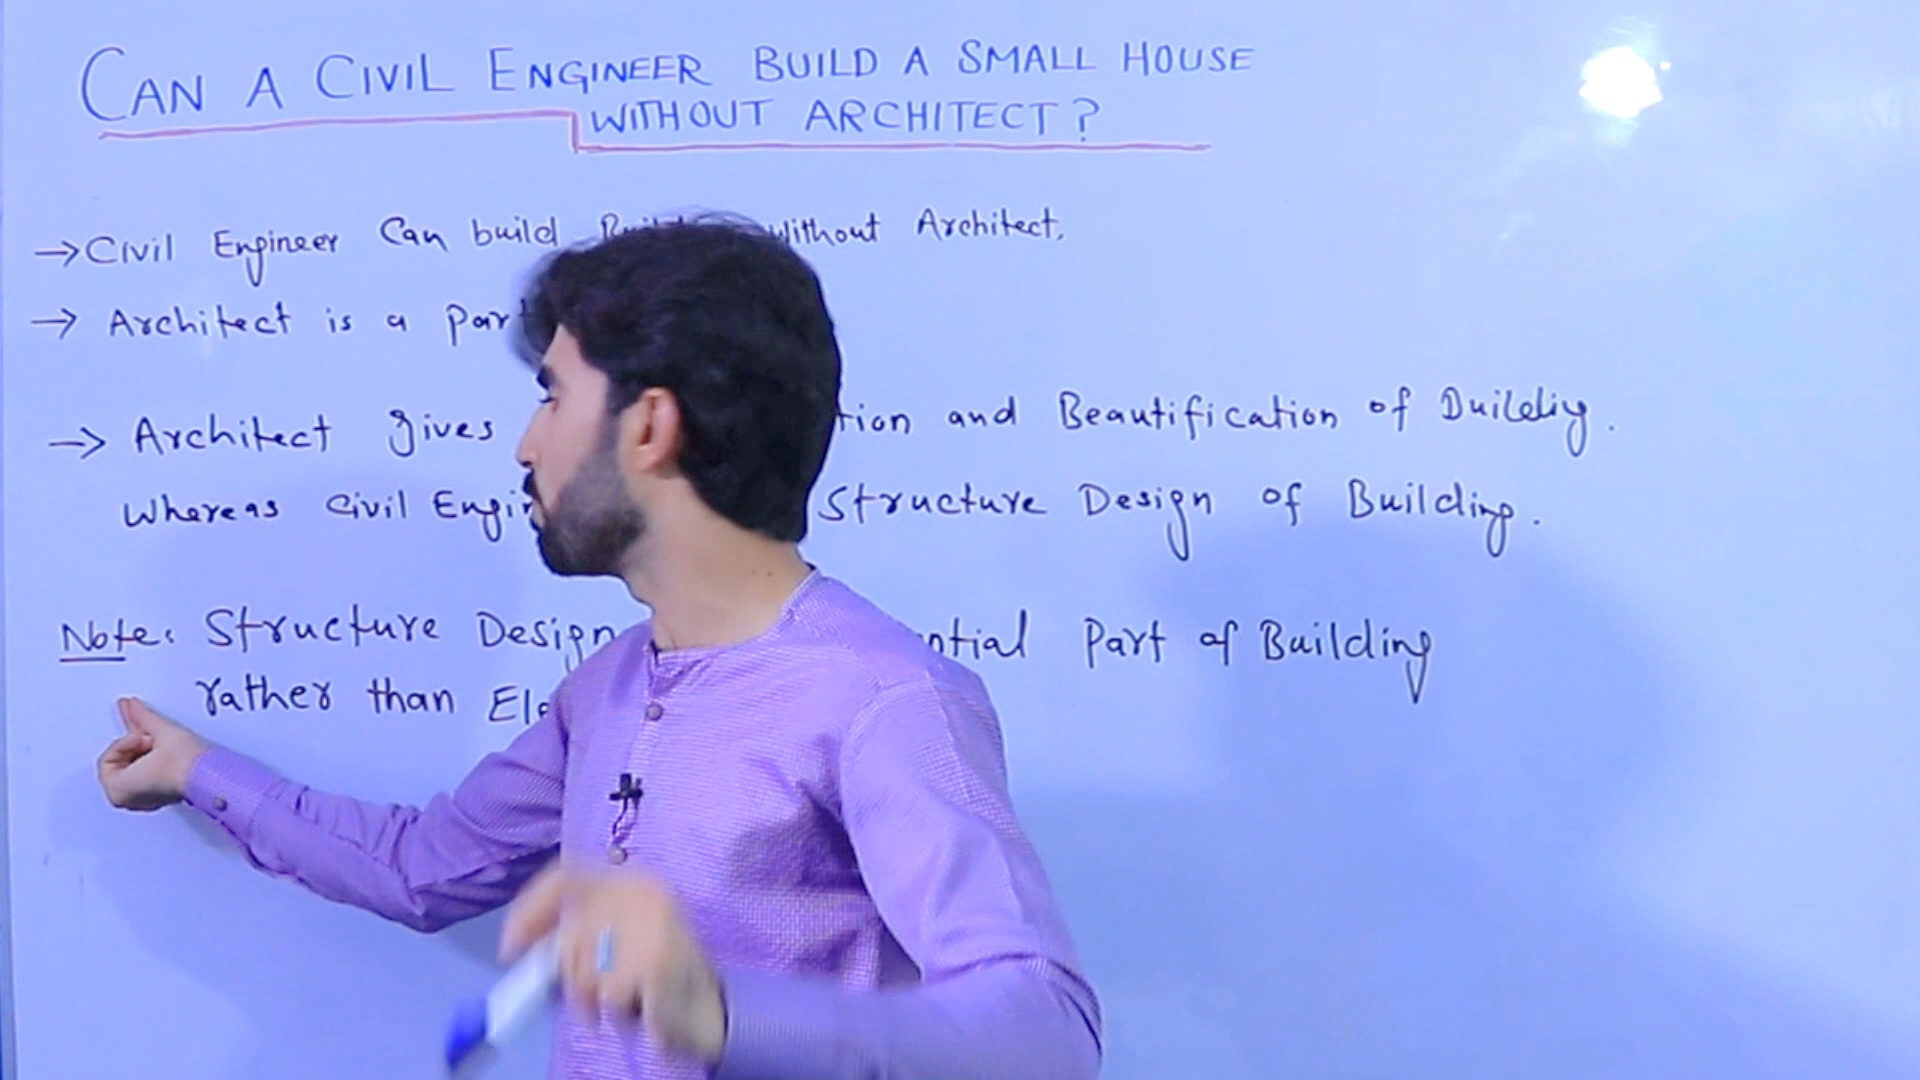 CAN A CIVIL ENGINEER BUILD A SMALL HOUSE
WITHOUT ARCHITECT?
→ Civil Engineer Can build without Architect.
→ Architect is a
→ Architect gives and Beautification of
Whereas Civil Structure Design of Building.
Note: Structure Design Part of Building
rather than